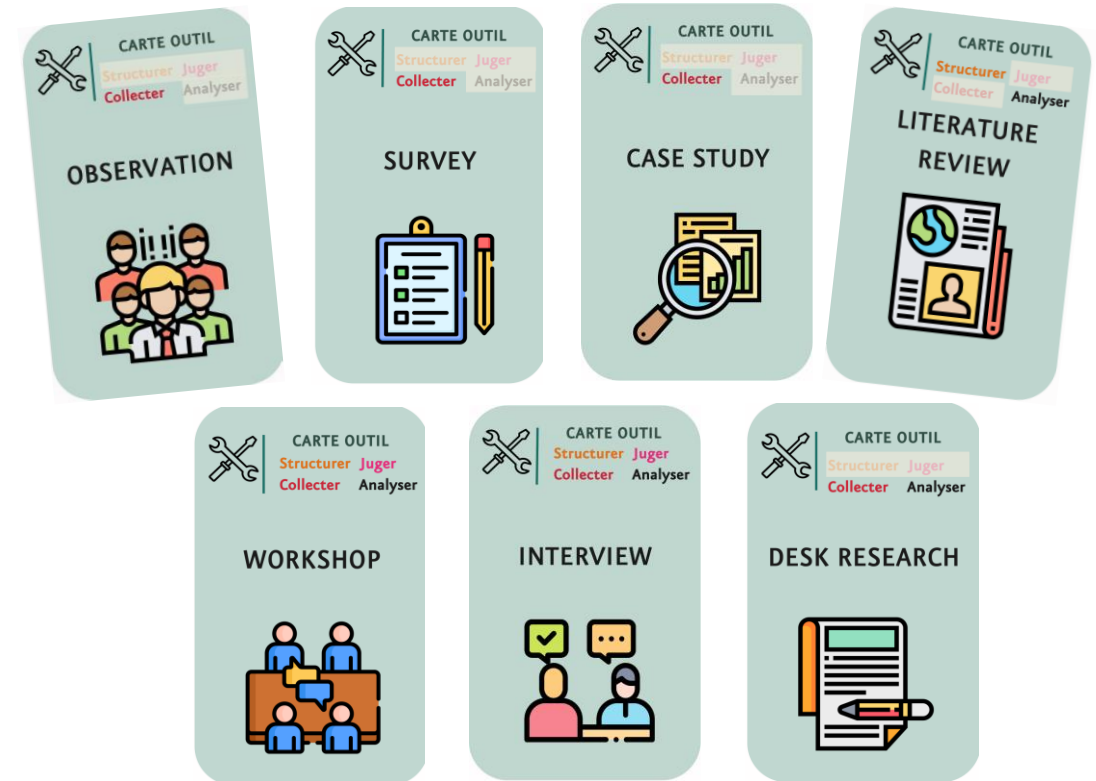 CARTE OUTIL
Structurer Juger
Collecter Analyser
OBSERVATION
CARTE OUTIL
Structurer Juger
Collecter Analyser
SURVEY
CARTE OUTIL
Structurer Juger
Collecter Analyser
CASE STUDY
CARTE OUTIL
Structurer Juger
Collecter Analyser
LITERATURE
REVIEW
CARTE OUTIL
Structurer Juger
Collecter Analyser
WORKSHOP
CARTE OUTIL
Structurer Juger
Collecter Analyser
INTERVIEW
CARTE OUTIL
Structurer Juger
Collecter Analyser
DESK RESEARCH